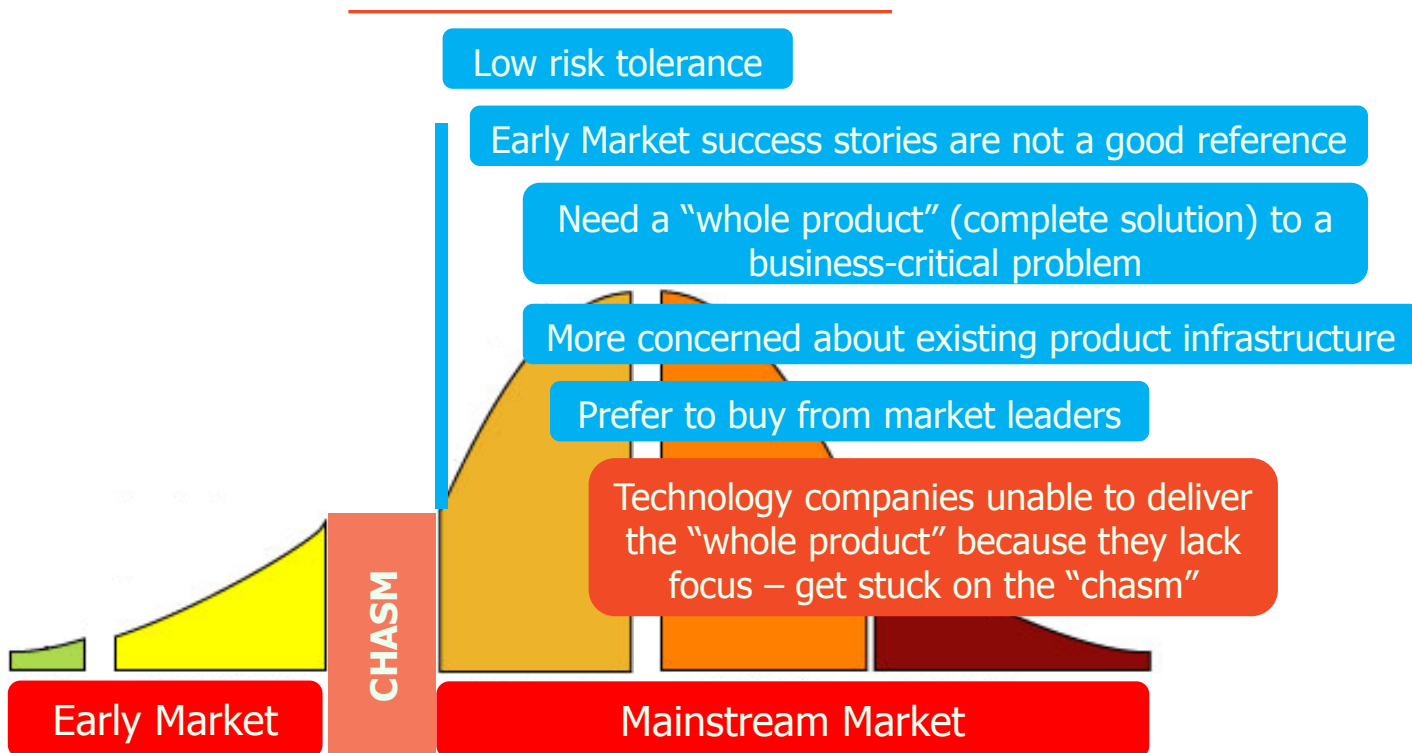 Low risk tolerance
Early Market success stories are not a good reference
Need a “whole product” (complete solution) to a
business-critical problem
More concerned about existing product infrastructure
Prefer to buy from market leaders
Technology companies unable to deliver
the “whole product” because they lack
focus – get stuck on the “chasm”
CHASM
Early Market
Mainstream Market